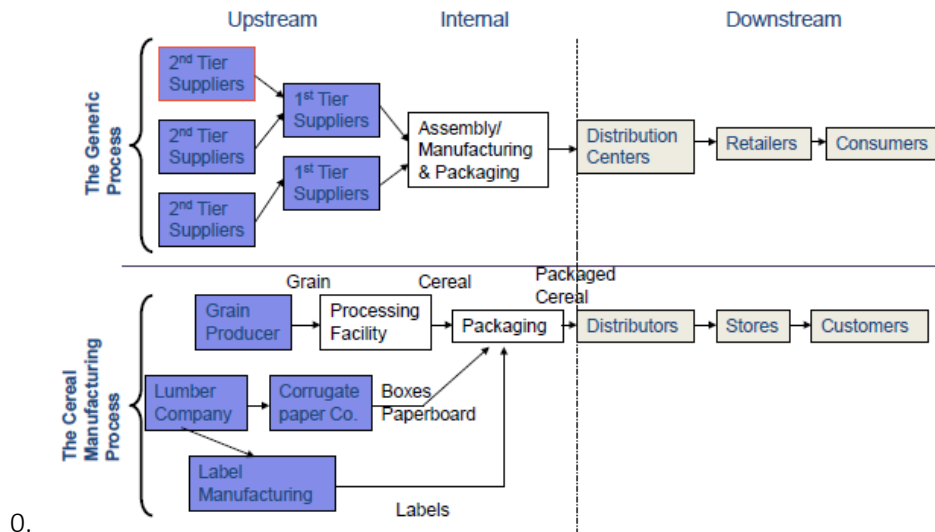 Upstream
Internal
Downstream
The Generic
Process
2nd Tier
Suppliers
2nd Tier
Suppliers
2nd Tier
Suppliers
1st Tier
Suppliers
1st Tier
Suppliers
Assembly/
Manufacturing
& Packaging
Distribution
Centers
Retailers
Consumers
The Cereal
Manufacturing
Process
Grain
Cereal
Packaged
Cereal
Grain
Producer
Processing
Facility
Packaging
Distributors
Stores
Customers
Lumber
Company
Corrugate
paper Co.
Boxes
Paperboard
Label
Manufacturing
Labels
0.